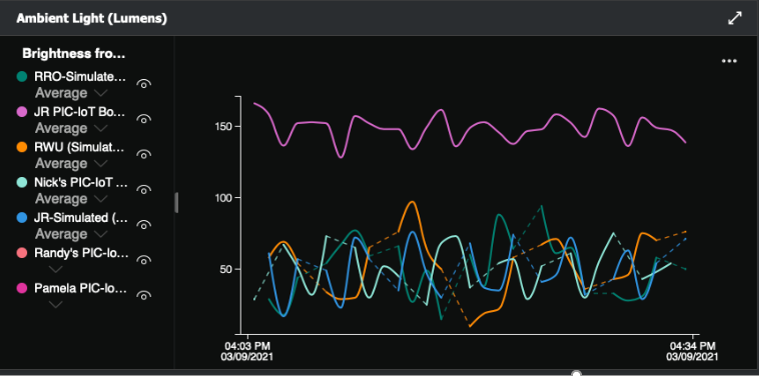 Ambient Light (Lumens)
Brightness fro...
RRO-Simulate...
Average
JR PIC-IoT Bo...
Average
RWU (Simulat...
Average
Nick's PIC-IoT ...
Average
JR-Simulated (...
Average
Randy's PIC-Io...
Pamela PIC-Io...
150
100
50
04:03 PM
03/09/2021
04:34 PM
03/09/2021